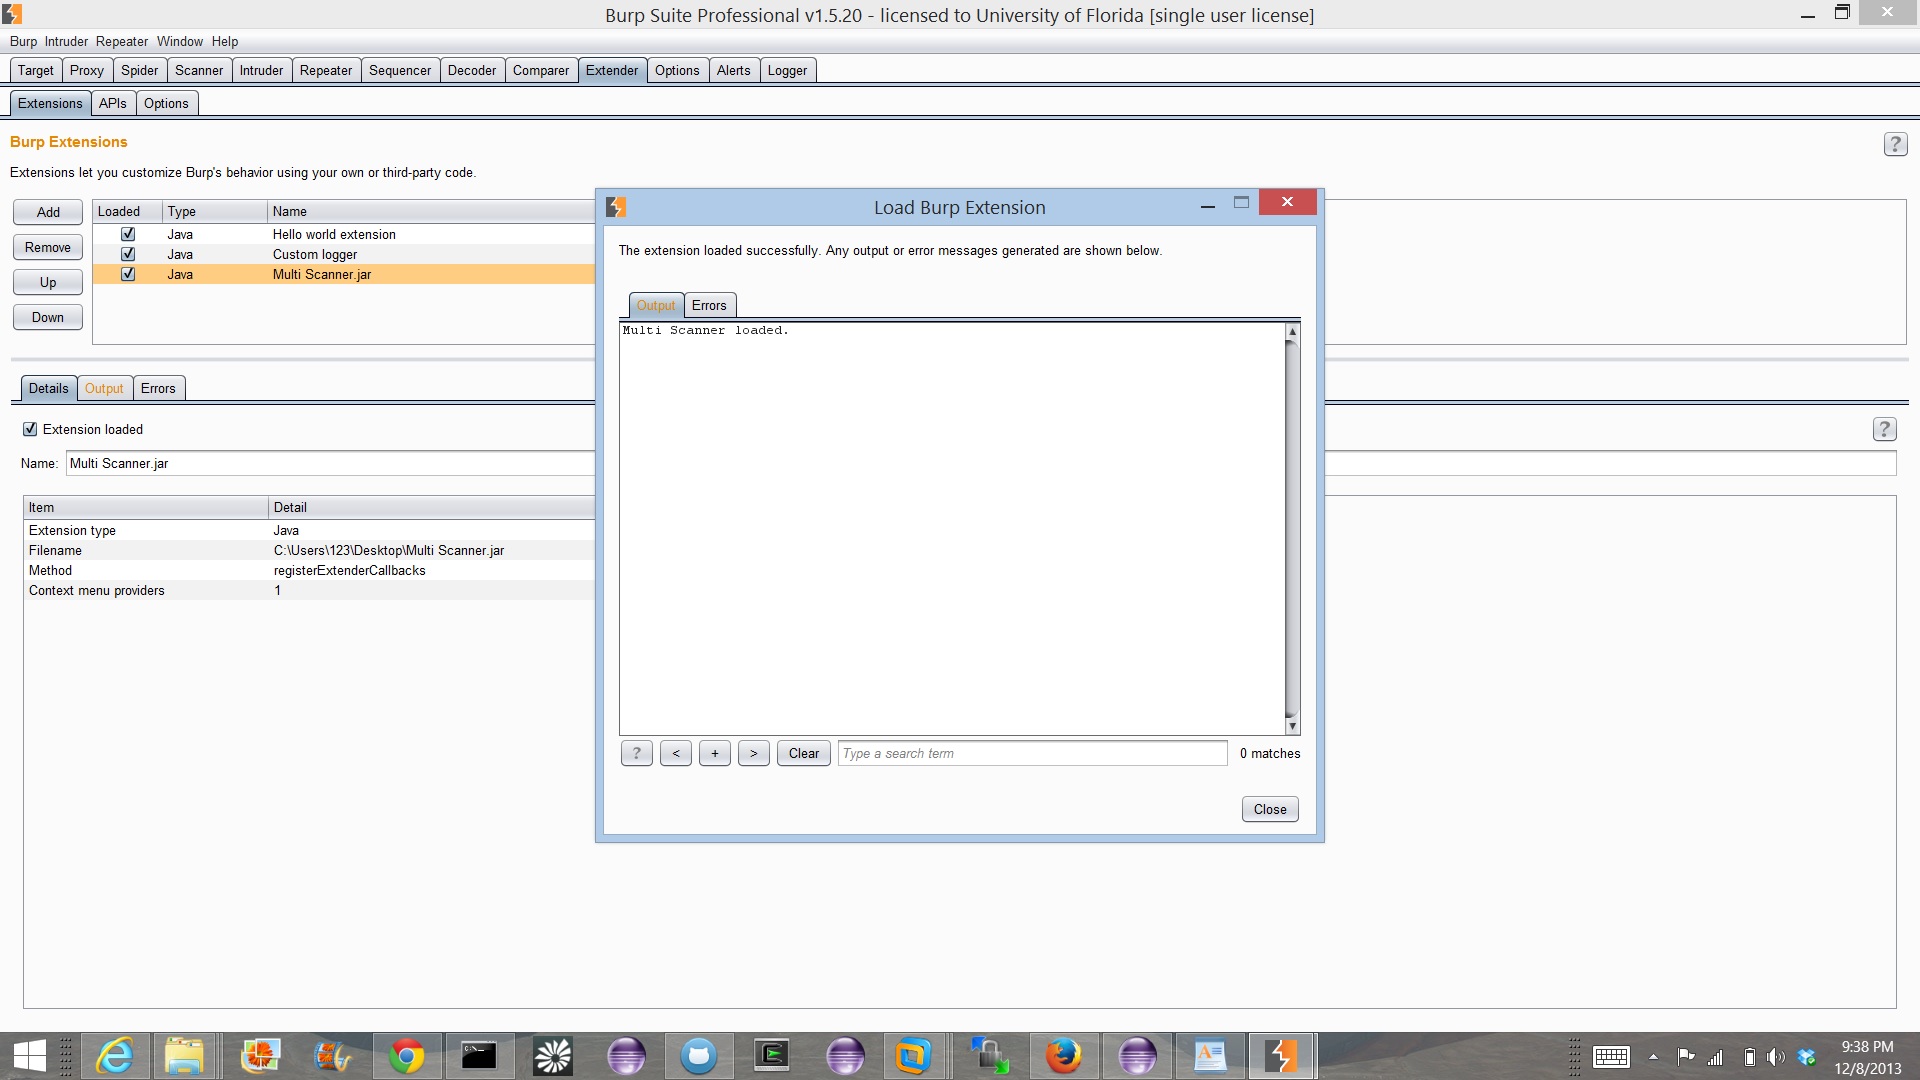 Burp Suite Professional v1.5.20 - licensed to University of Florida [single user license]
Burp Intruder Repeater Window Help
Target Proxy Spider Scanner Intruder Repeater Sequencer Decoder Comparer Extender Options Alerts Logger
Extensions APIs Options
Burp Extensions
?
Extensions let you customize Burp's behavior using your own or third-party code.
Add
Remove
Up
Down
Loaded Type Name
Java Hello world extension
Java Custom logger
Java Multi Scanner.jar
Details Output Errors
Extension loaded
?
Name: Multi Scanner.jar
Item Detail
Extension type Java
Filename C:\Users\123\Desktop\Multi Scanner.jar
Method registerExtenderCallbacks
Context menu providers 1
Load Burp Extension
The extension loaded successfully. Any output or error messages generated are shown below.
Output Errors
Multi Scanner loaded.
? < + > Clear Type a search term 0 matches
Close
9:38 PM
12/8/2013